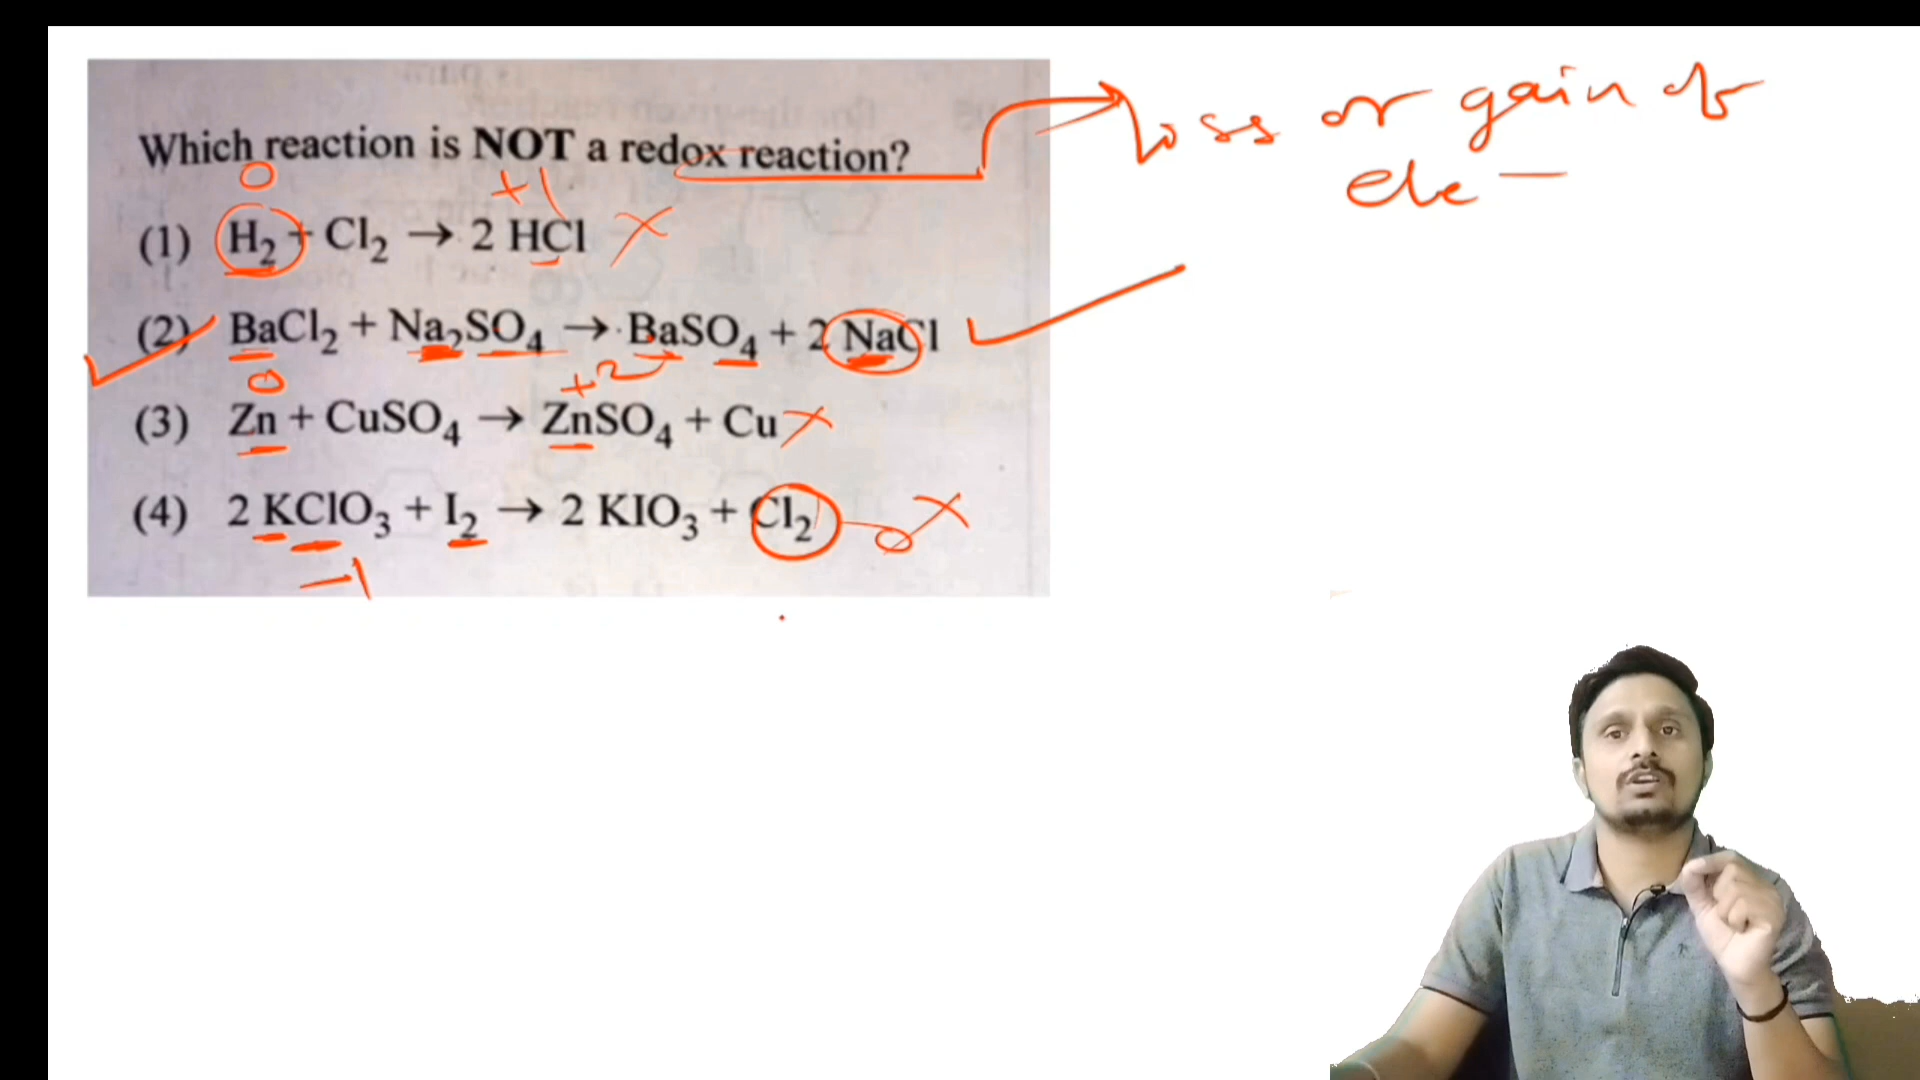 Which reaction is NOT a redox reaction?
loss or gain of
ele –
0
+1
(1) H₂ + Cl₂ → 2 HCl
(2) BaCl₂ + Na₂SO₄ → BaSO₄ + 2 NaCl
0
+2
(3) Zn + CuSO₄ → ZnSO₄ + Cu
(4) 2 KClO₃ + I₂ → 2 KIO₃ + Cl₂
0
−1